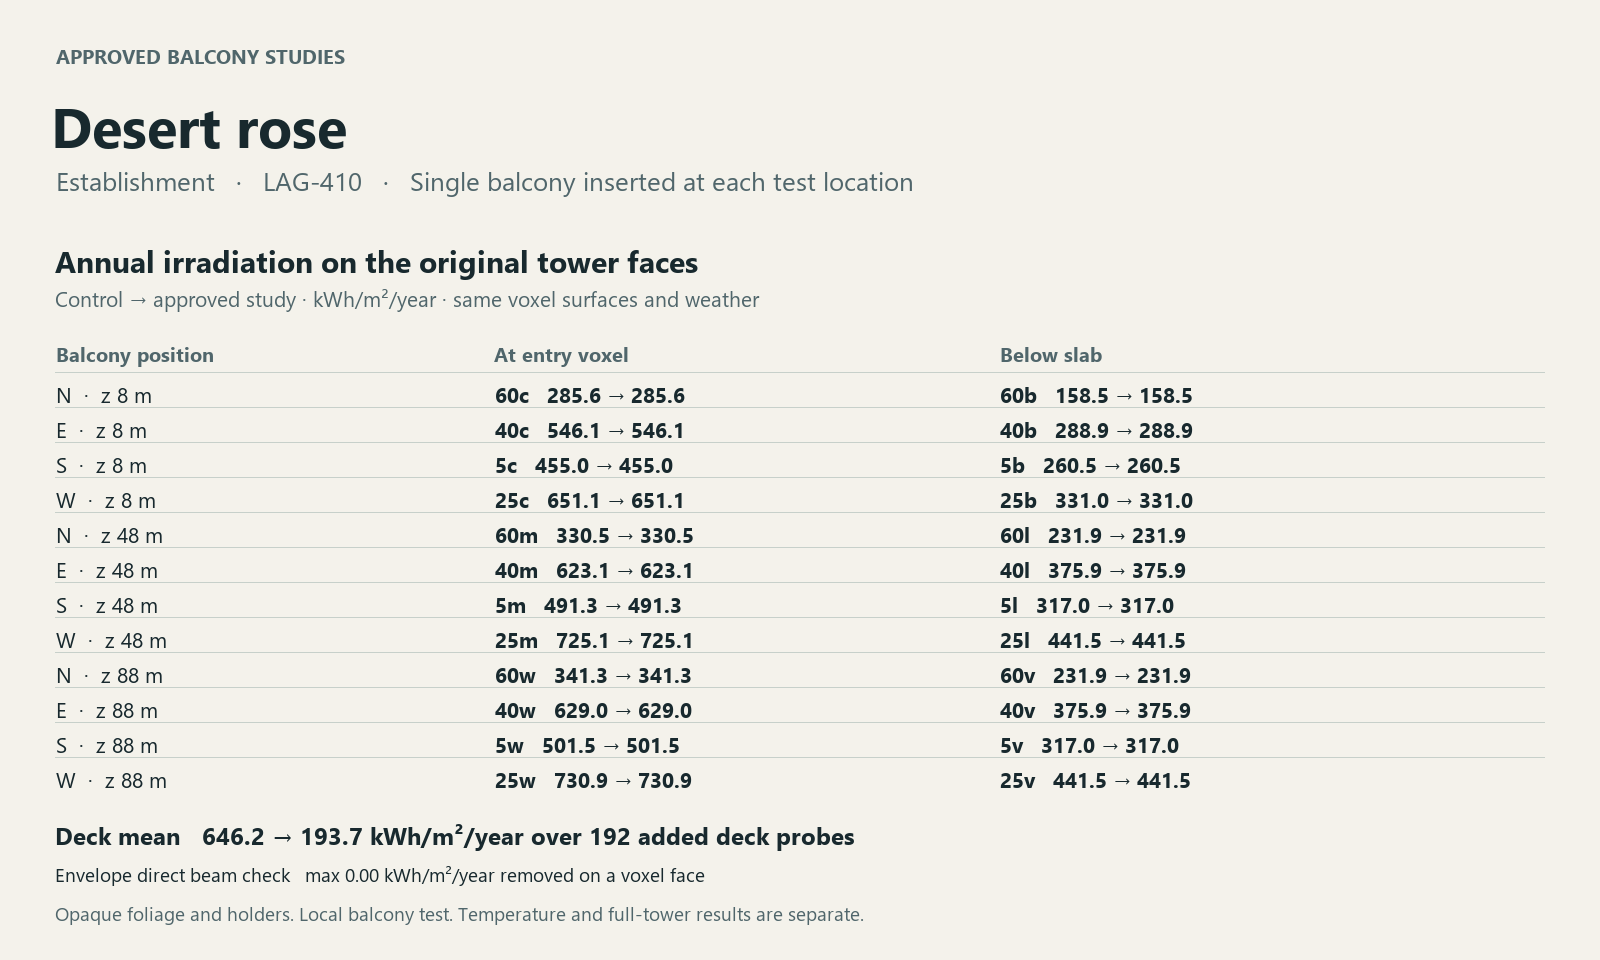 APPROVED BALCONY STUDIES
Desert rose
Establishment · LAG-410 · Single balcony inserted at each test location
Annual irradiation on the original tower faces
Control → approved study · kWh/m²/year · same voxel surfaces and weather
Balcony position At entry voxel Below slab
N · z 8 m 60c 285.6 → 285.6 60b 158.5 → 158.5
E · z 8 m 40c 546.1 → 546.1 40b 288.9 → 288.9
S · z 8 m 5c 455.0 → 455.0 5b 260.5 → 260.5
W · z 8 m 25c 651.1 → 651.1 25b 331.0 → 331.0
N · z 48 m 60m 330.5 → 330.5 60l 231.9 → 231.9
E · z 48 m 40m 623.1 → 623.1 40l 375.9 → 375.9
S · z 48 m 5m 491.3 → 491.3 5l 317.0 → 317.0
W · z 48 m 25m 725.1 → 725.1 25l 441.5 → 441.5
N · z 88 m 60w 341.3 → 341.3 60v 231.9 → 231.9
E · z 88 m 40w 629.0 → 629.0 40v 375.9 → 375.9
S · z 88 m 5w 501.5 → 501.5 5v 317.0 → 317.0
W · z 88 m 25w 730.9 → 730.9 25v 441.5 → 441.5
Deck mean 646.2 → 193.7 kWh/m²/year over 192 added deck probes
Envelope direct beam check max 0.00 kWh/m²/year removed on a voxel face
Opaque foliage and holders. Local balcony test. Temperature and full-tower results are separate.